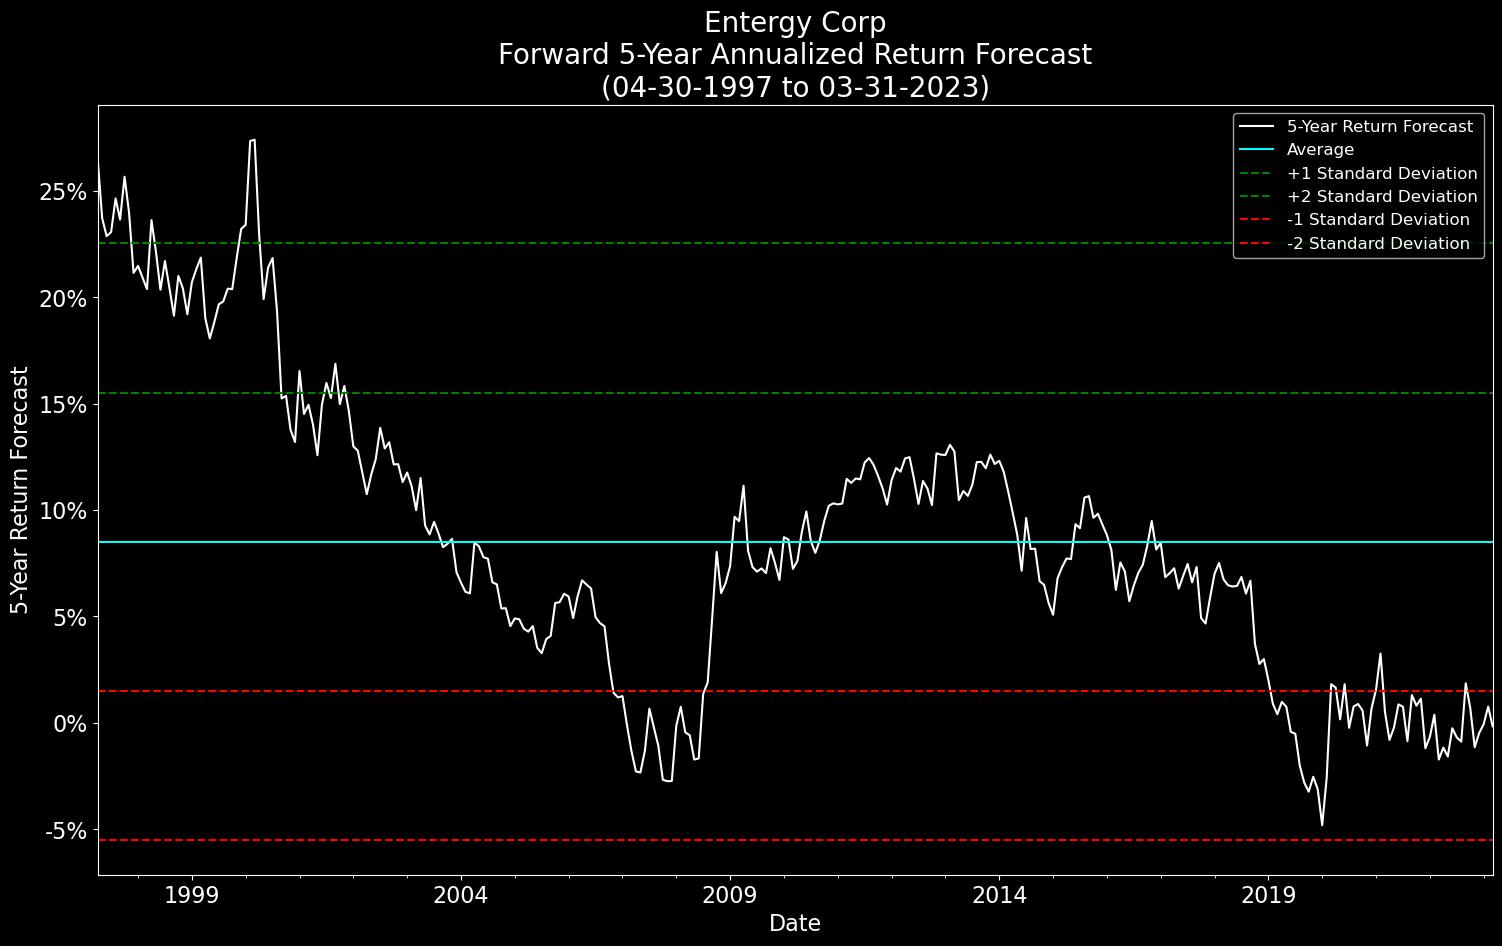 Entergy Corp
Forward 5-Year Annualized Return Forecast
(04-30-1997 to 03-31-2023)
5-Year Return Forecast
Average
+1 Standard Deviation
+2 Standard Deviation
-1 Standard Deviation
-2 Standard Deviation
25%
20%
15%
10%
5%
0%
-5%
5-Year Return Forecast
1999
2004
2009
2014
2019
Date